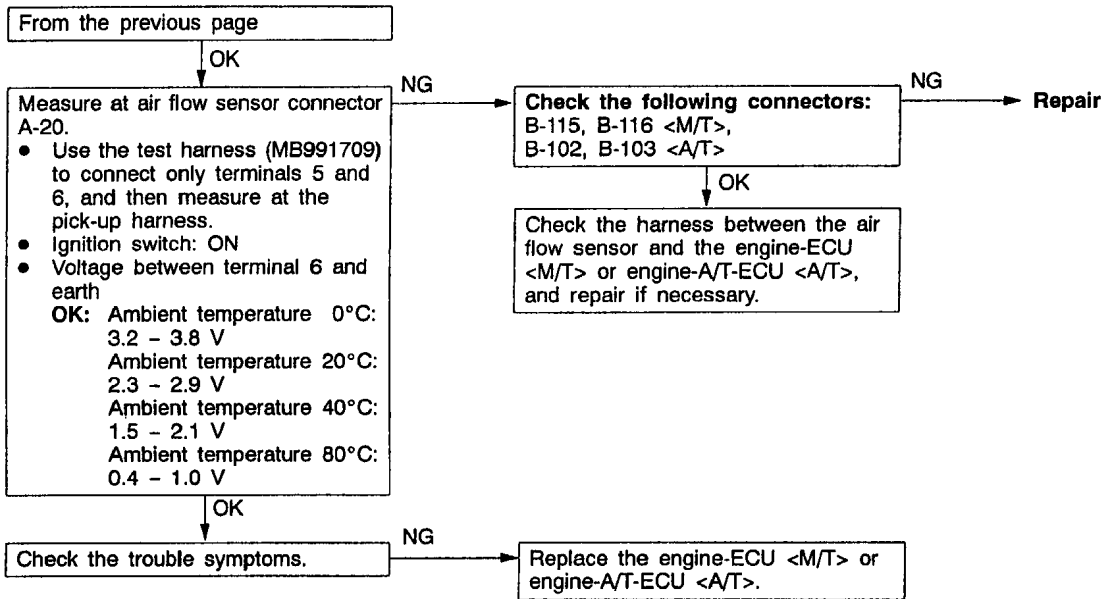 From the previous page
OK
Measure at air flow sensor connector
A-20.
● Use the test harness (MB991709)
to connect only terminals 5 and
6, and then measure at the
pick-up harness.
● Ignition switch: ON
● Voltage between terminal 6 and
earth
OK: Ambient temperature 0°C:
3.2 – 3.8 V
Ambient temperature 20°C:
2.3 – 2.9 V
Ambient temperature 40°C:
1.5 – 2.1 V
Ambient temperature 80°C:
0.4 – 1.0 V
NG
Check the following connectors:
B-115, B-116 <M/T>,
B-102, B-103 <A/T>
NG
Repair
OK
Check the harness between the air
flow sensor and the engine-ECU
<M/T> or engine-A/T-ECU <A/T>,
and repair if necessary.
OK
Check the trouble symptoms.
NG
Replace the engine-ECU <M/T> or
engine-A/T-ECU <A/T>.